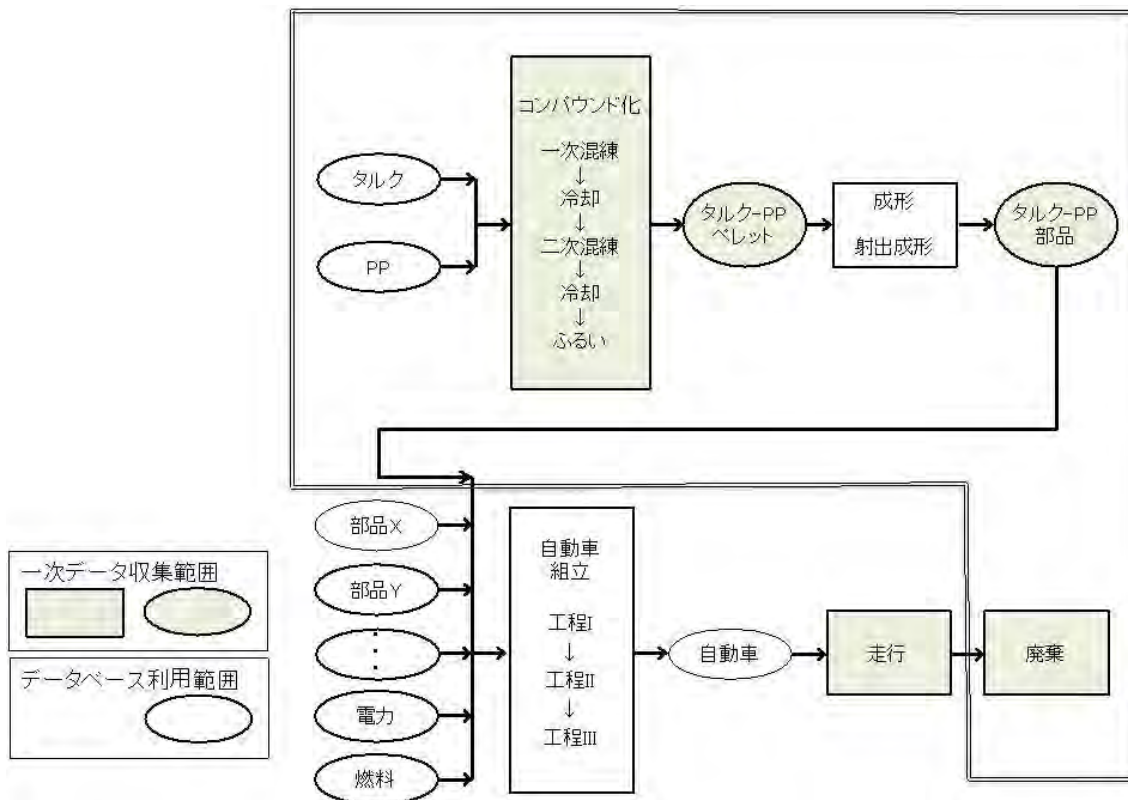 コンパウンド化
一次混練
↓
冷却
↓
二次混練
↓
冷却
↓
ふるい
タルク
PP
タルク-PP
ペレット
成形
射出成形
タルク-PP
部品
部品X
部品Y
⋮
電力
燃料
自動車
組立
工程I
↓
工程II
↓
工程III
自動車
走行
廃棄
一次データ収集範囲
データベース利用範囲